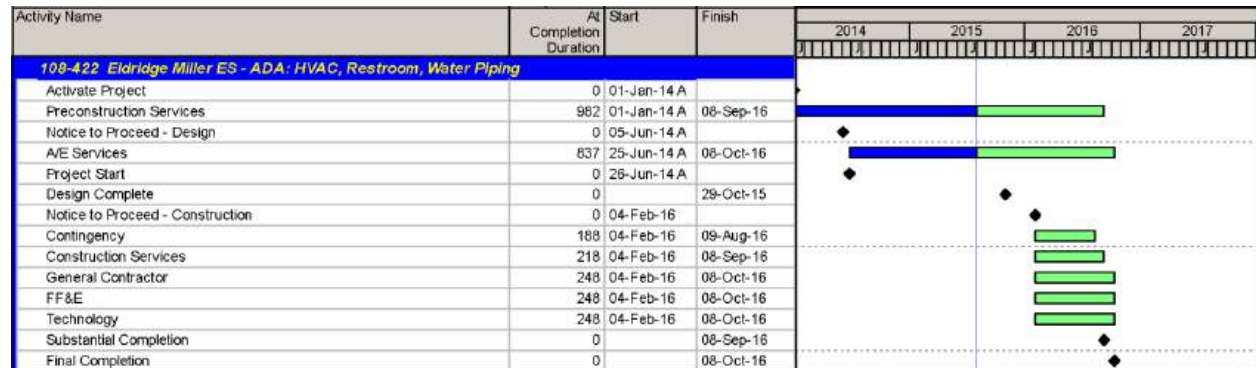 Activity Name At Completion Duration Start Finish
2014 2015 2016 2017
J J J J J J J J
108-422 Eldridge Miller ES - ADA: HVAC, Restroom, Water Piping
Activate Project 0 01-Jan-14 A
Preconstruction Services 982 01-Jan-14 A 08-Sep-16
Notice to Proceed - Design 0 05-Jun-14 A
A/E Services 837 25-Jun-14 A 08-Oct-16
Project Start 0 26-Jun-14 A
Design Complete 0 29-Oct-15
Notice to Proceed - Construction 0 04-Feb-16
Contingency 188 04-Feb-16 09-Aug-16
Construction Services 218 04-Feb-16 08-Sep-16
General Contractor 248 04-Feb-16 08-Oct-16
FF&E 248 04-Feb-16 08-Oct-16
Technology 248 04-Feb-16 08-Oct-16
Substantial Completion 0 08-Sep-16
Final Completion 0 08-Oct-16